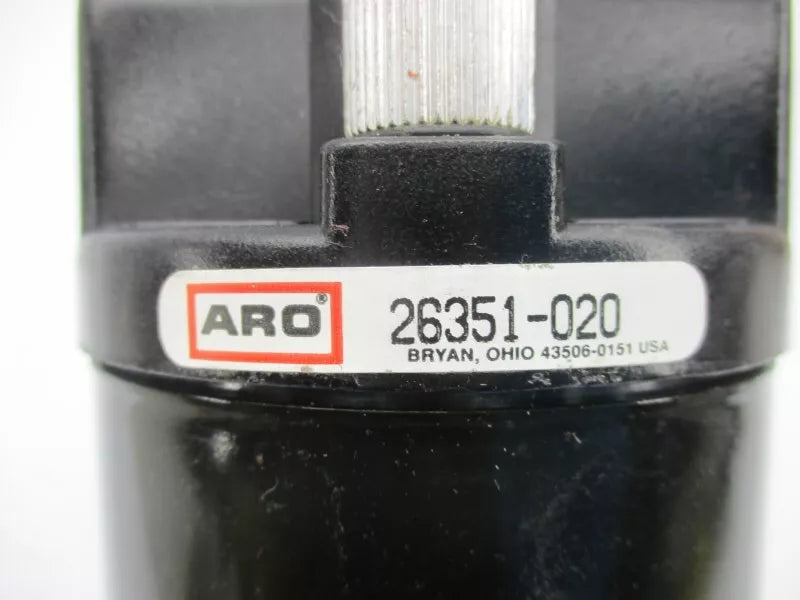 ARO®
26351-020
BRYAN, OHIO 43506-0151 USA